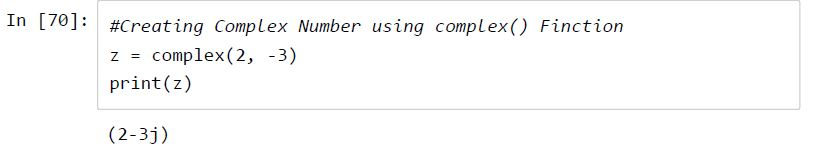 In [70]: #Creating Complex Number using complex() Finction
z = complex(2, -3)
print(z)
(2-3j)